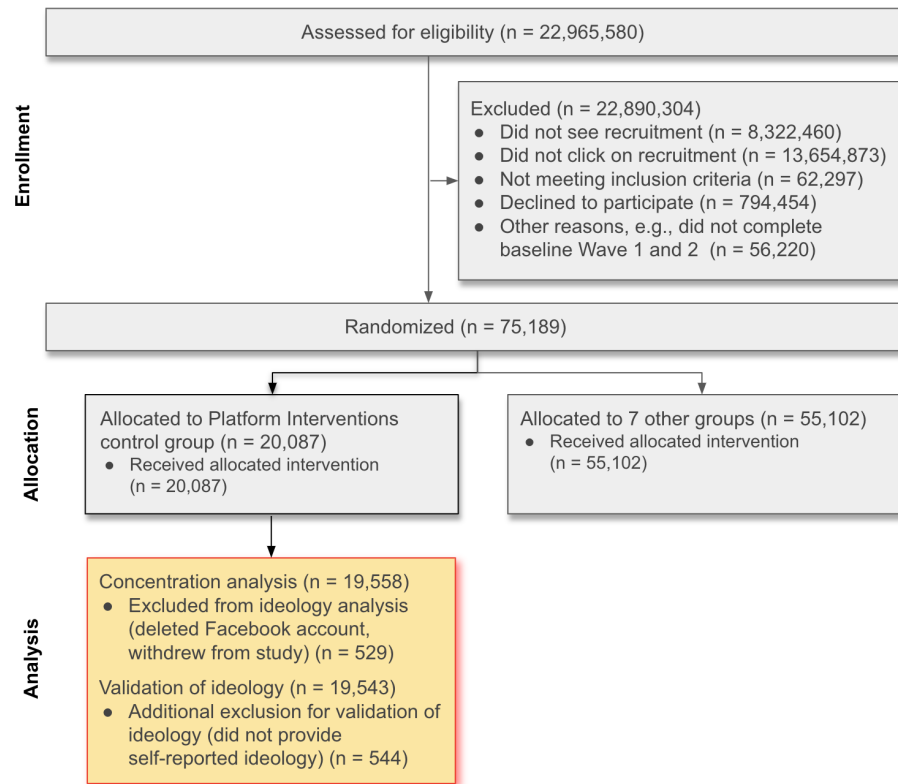 Assessed for eligibility (n = 22,965,580)
Enrollment
Excluded (n = 22,890,304)
● Did not see recruitment (n = 8,322,460)
● Did not click on recruitment (n = 13,654,873)
● Not meeting inclusion criteria (n = 62,297)
● Declined to participate (n = 794,454)
● Other reasons, e.g., did not complete
baseline Wave 1 and 2 (n = 56,220)
Randomized (n = 75,189)
Allocation
Allocated to Platform Interventions
control group (n = 20,087)
● Received allocated intervention
(n = 20,087)
Allocated to 7 other groups (n = 55,102)
● Received allocated intervention
(n = 55,102)
Analysis
Concentration analysis (n = 19,558)
● Excluded from ideology analysis
(deleted Facebook account,
withdrew from study) (n = 529)
Validation of ideology (n = 19,543)
● Additional exclusion for validation of
ideology (did not provide
self-reported ideology) (n = 544)